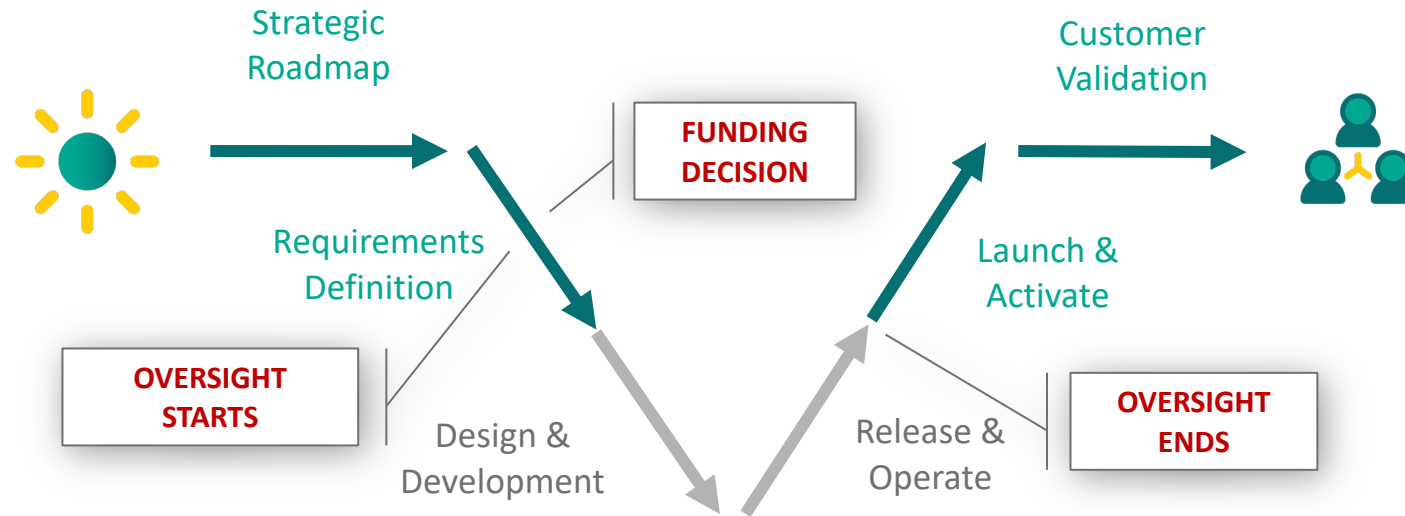 Strategic
Roadmap
Customer
Validation
FUNDING
DECISION
Requirements
Definition
Launch &
Activate
OVERSIGHT
STARTS
OVERSIGHT
ENDS
Design &
Development
Release &
Operate